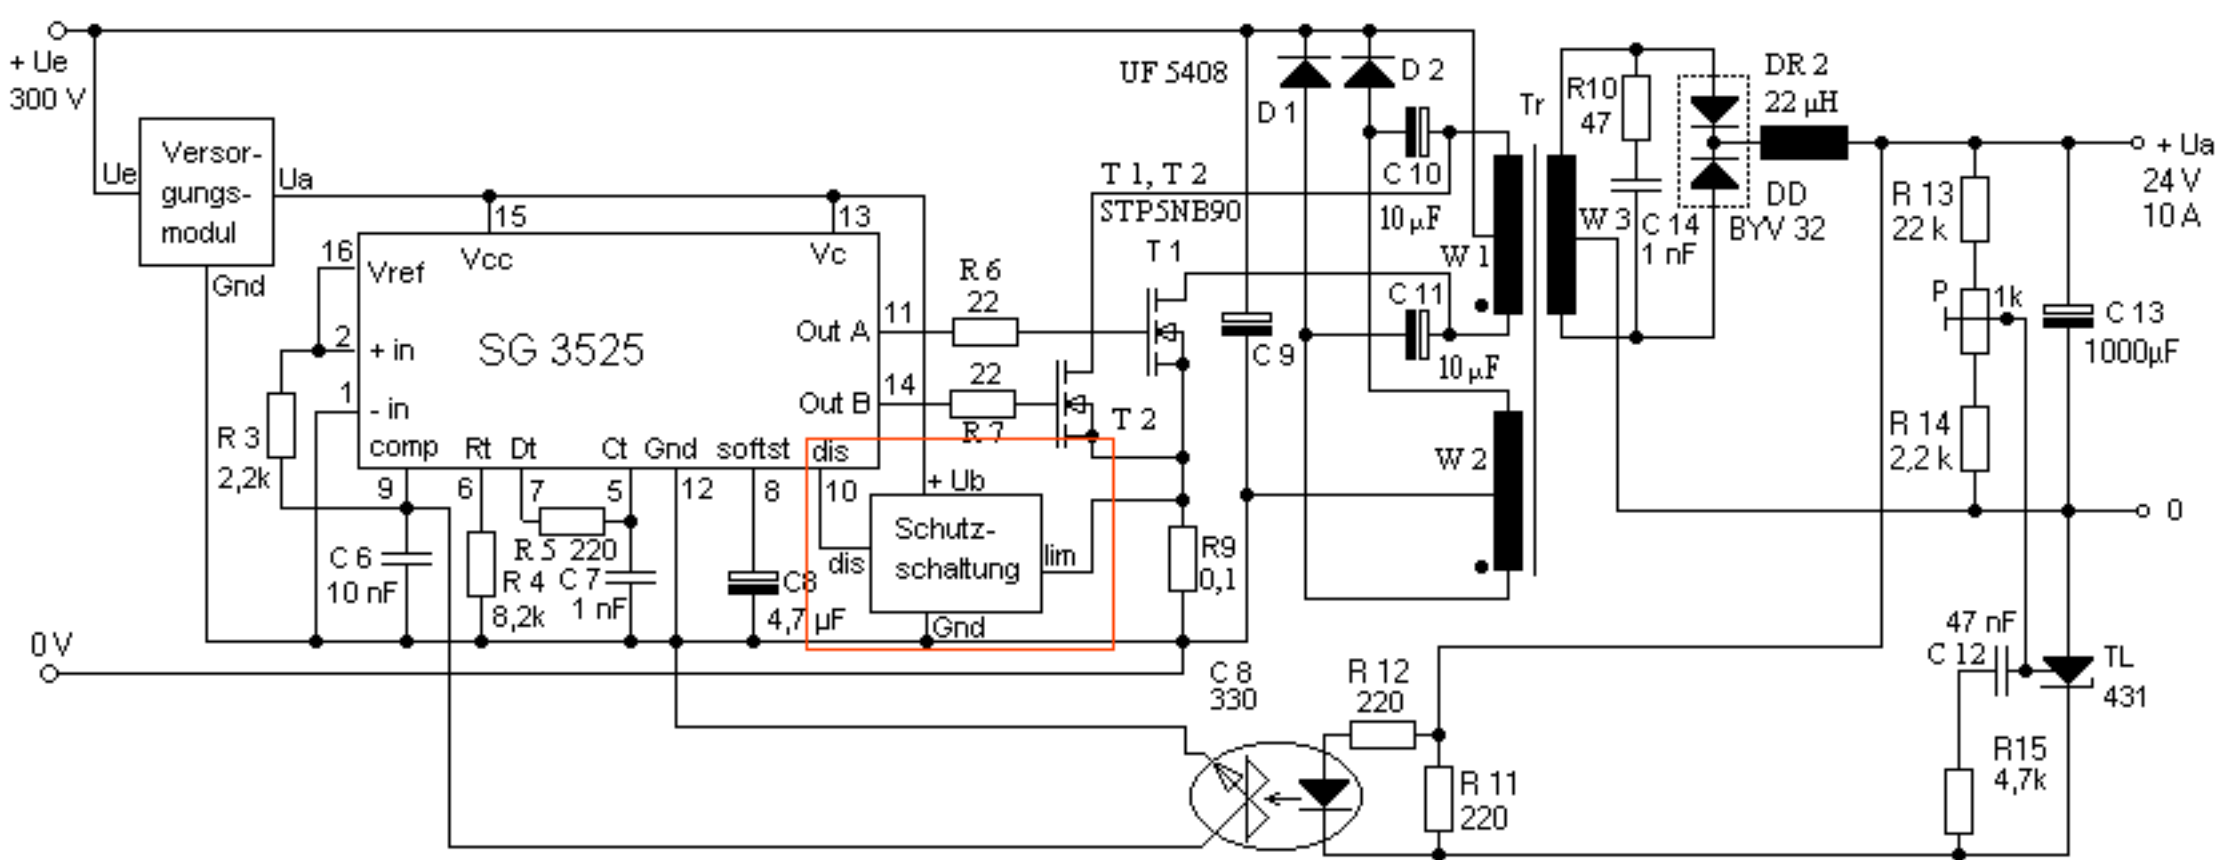 + Ue
300 V
Versor-
gungs-
modul
Ue
Ua
Gnd
UF 5408
D 1
D 2
C 10
10 µF
T 1, T 2
STP5NB90
T 1
C 11
10 µF
C 9
W 1
W 2
Tr
W 3
R10
47
C 14
1 nF
DR 2
22 µH
DD
BYV 32
+ Ua
24 V
10 A
R 13
22 k
P
1k
R 14
2,2 k
C 13
1000µF
0
15
13
Vcc
Vc
16
Vref
2
+ in
1
- in
SG 3525
Out A
11
Out B
14
R 6
22
22
R 7
T 2
comp
Rt
Dt
Ct
Gnd
softst
dis
9
6
7
5
12
8
10
R 3
2,2k
C 6
10 nF
R 5 220
R 4
8,2k
C 7
1 nF
C8
4,7 µF
+ Ub
Schutz-
schaltung
dis
lim
Gnd
R9
0,1
0 V
C 8
330
R 12
220
R 11
220
47 nF
C 12
TL
431
R15
4,7k